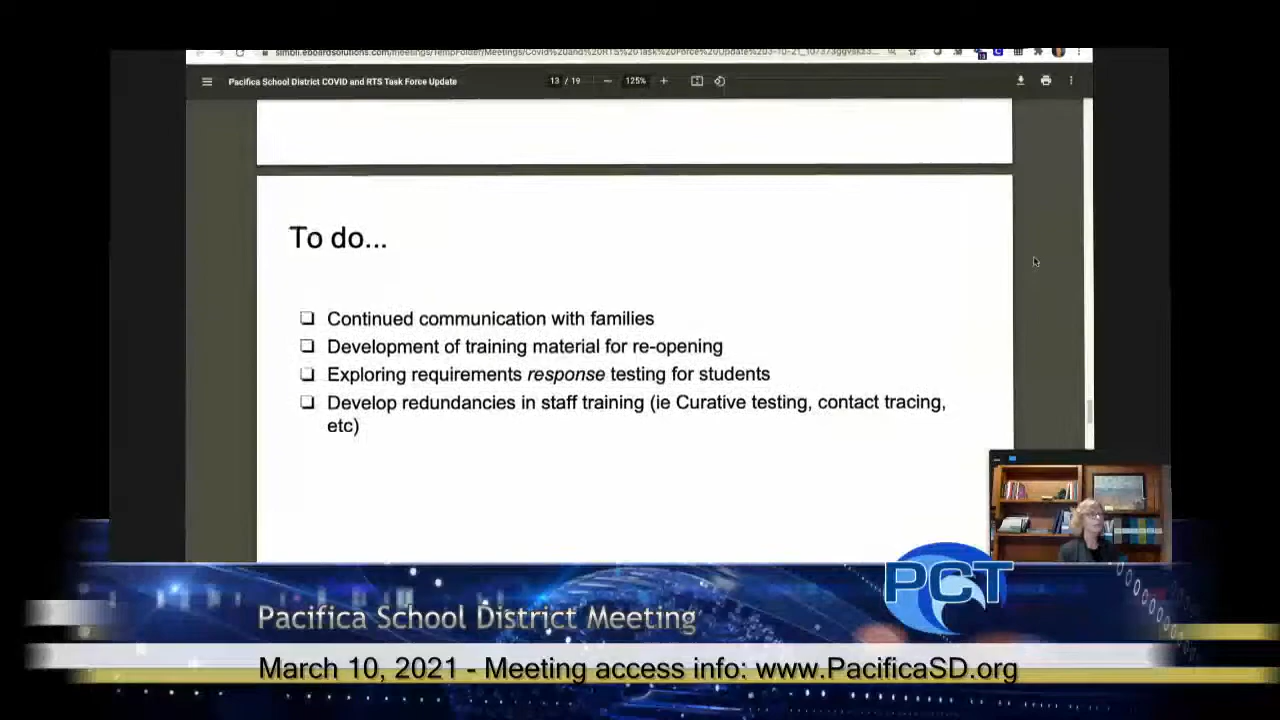 Pacifica School District COVID and RTS Task Force Update
13 / 19
125%
To do...
❏ Continued communication with families
❏ Development of training material for re-opening
❏ Exploring requirements response testing for students
❏ Develop redundancies in staff training (ie Curative testing, contact tracing,
etc)
PCT
Pacifica School District Meeting
March 10, 2021 - Meeting access info: www.PacificaSD.org